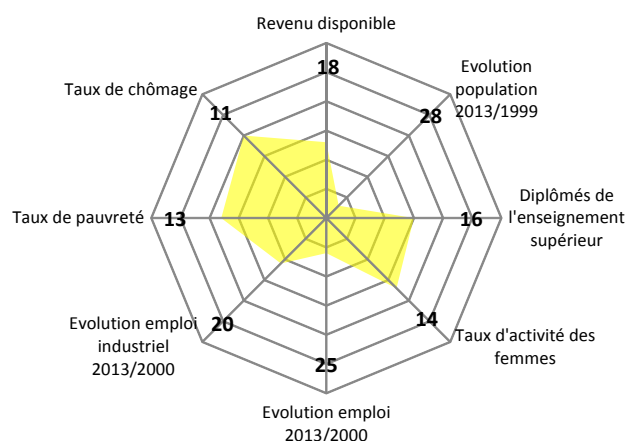 Revenu disponible
18
Evolution
population
2013/1999
28
Diplômés de
l'enseignement
supérieur
16
Taux d'activité des
femmes
14
Evolution emploi
2013/2000
25
Evolution emploi
industriel
2013/2000
20
Taux de pauvreté
13
Taux de chômage
11